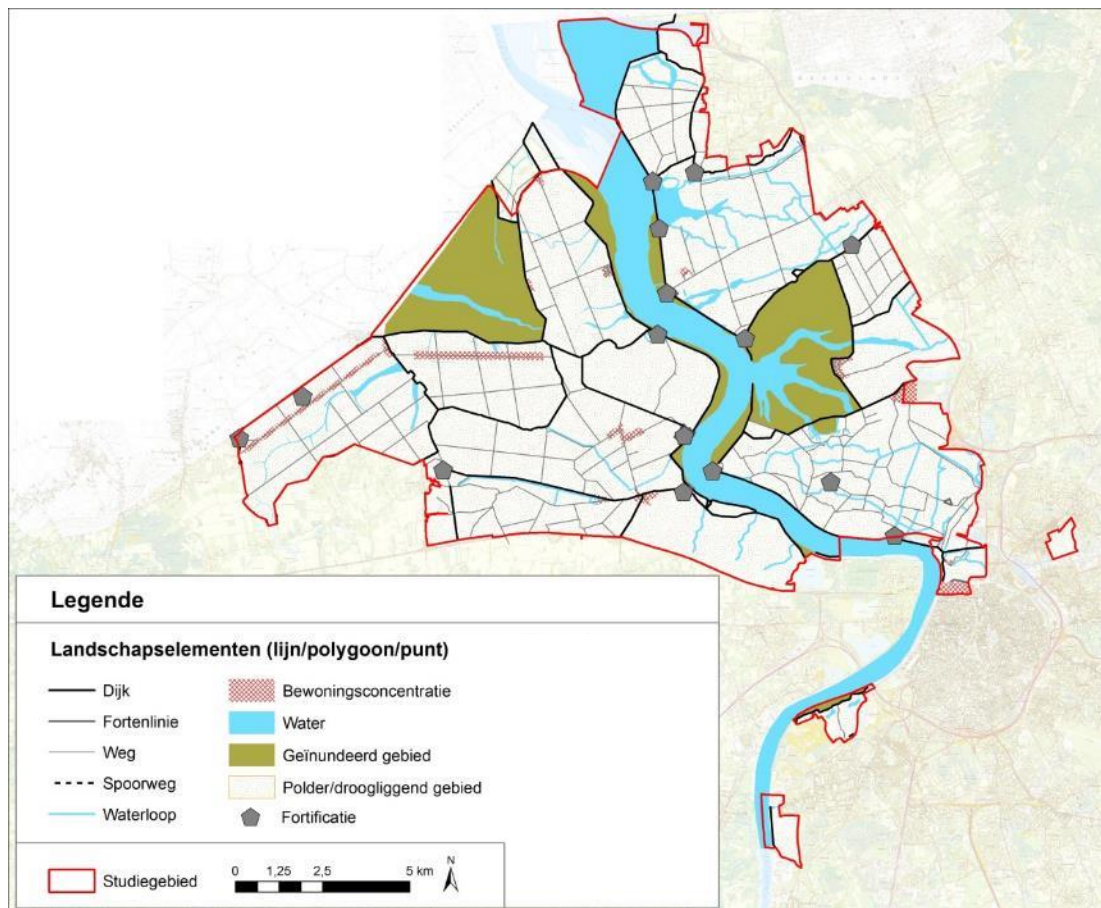 Legende
Landschapselementen (lijn/polygoon/punt)
Dijk
Fortenlinie
Weg
Spoorweg
Waterloop
Bewoningsconcentratie
Water
Geïnundeerd gebied
Polder/droogliggend gebied
Fortificatie
Studiegebied
0 1,25 2,5 5 km
N